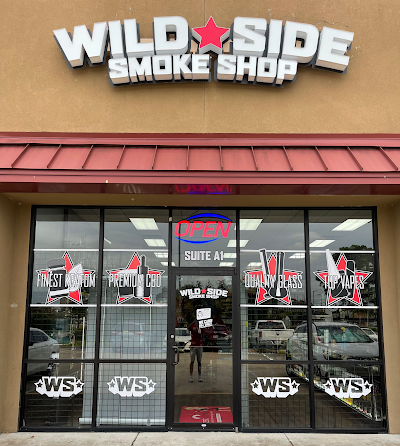 WILD SIDE
SMOKE SHOP
OPEN
SUITE A1
FINEST KRATOM
PREMIUM CBD
QUALITY GLASS
TOP VAPES
WILD SIDE
SMOKE SHOP
WS
WS
WS
WS